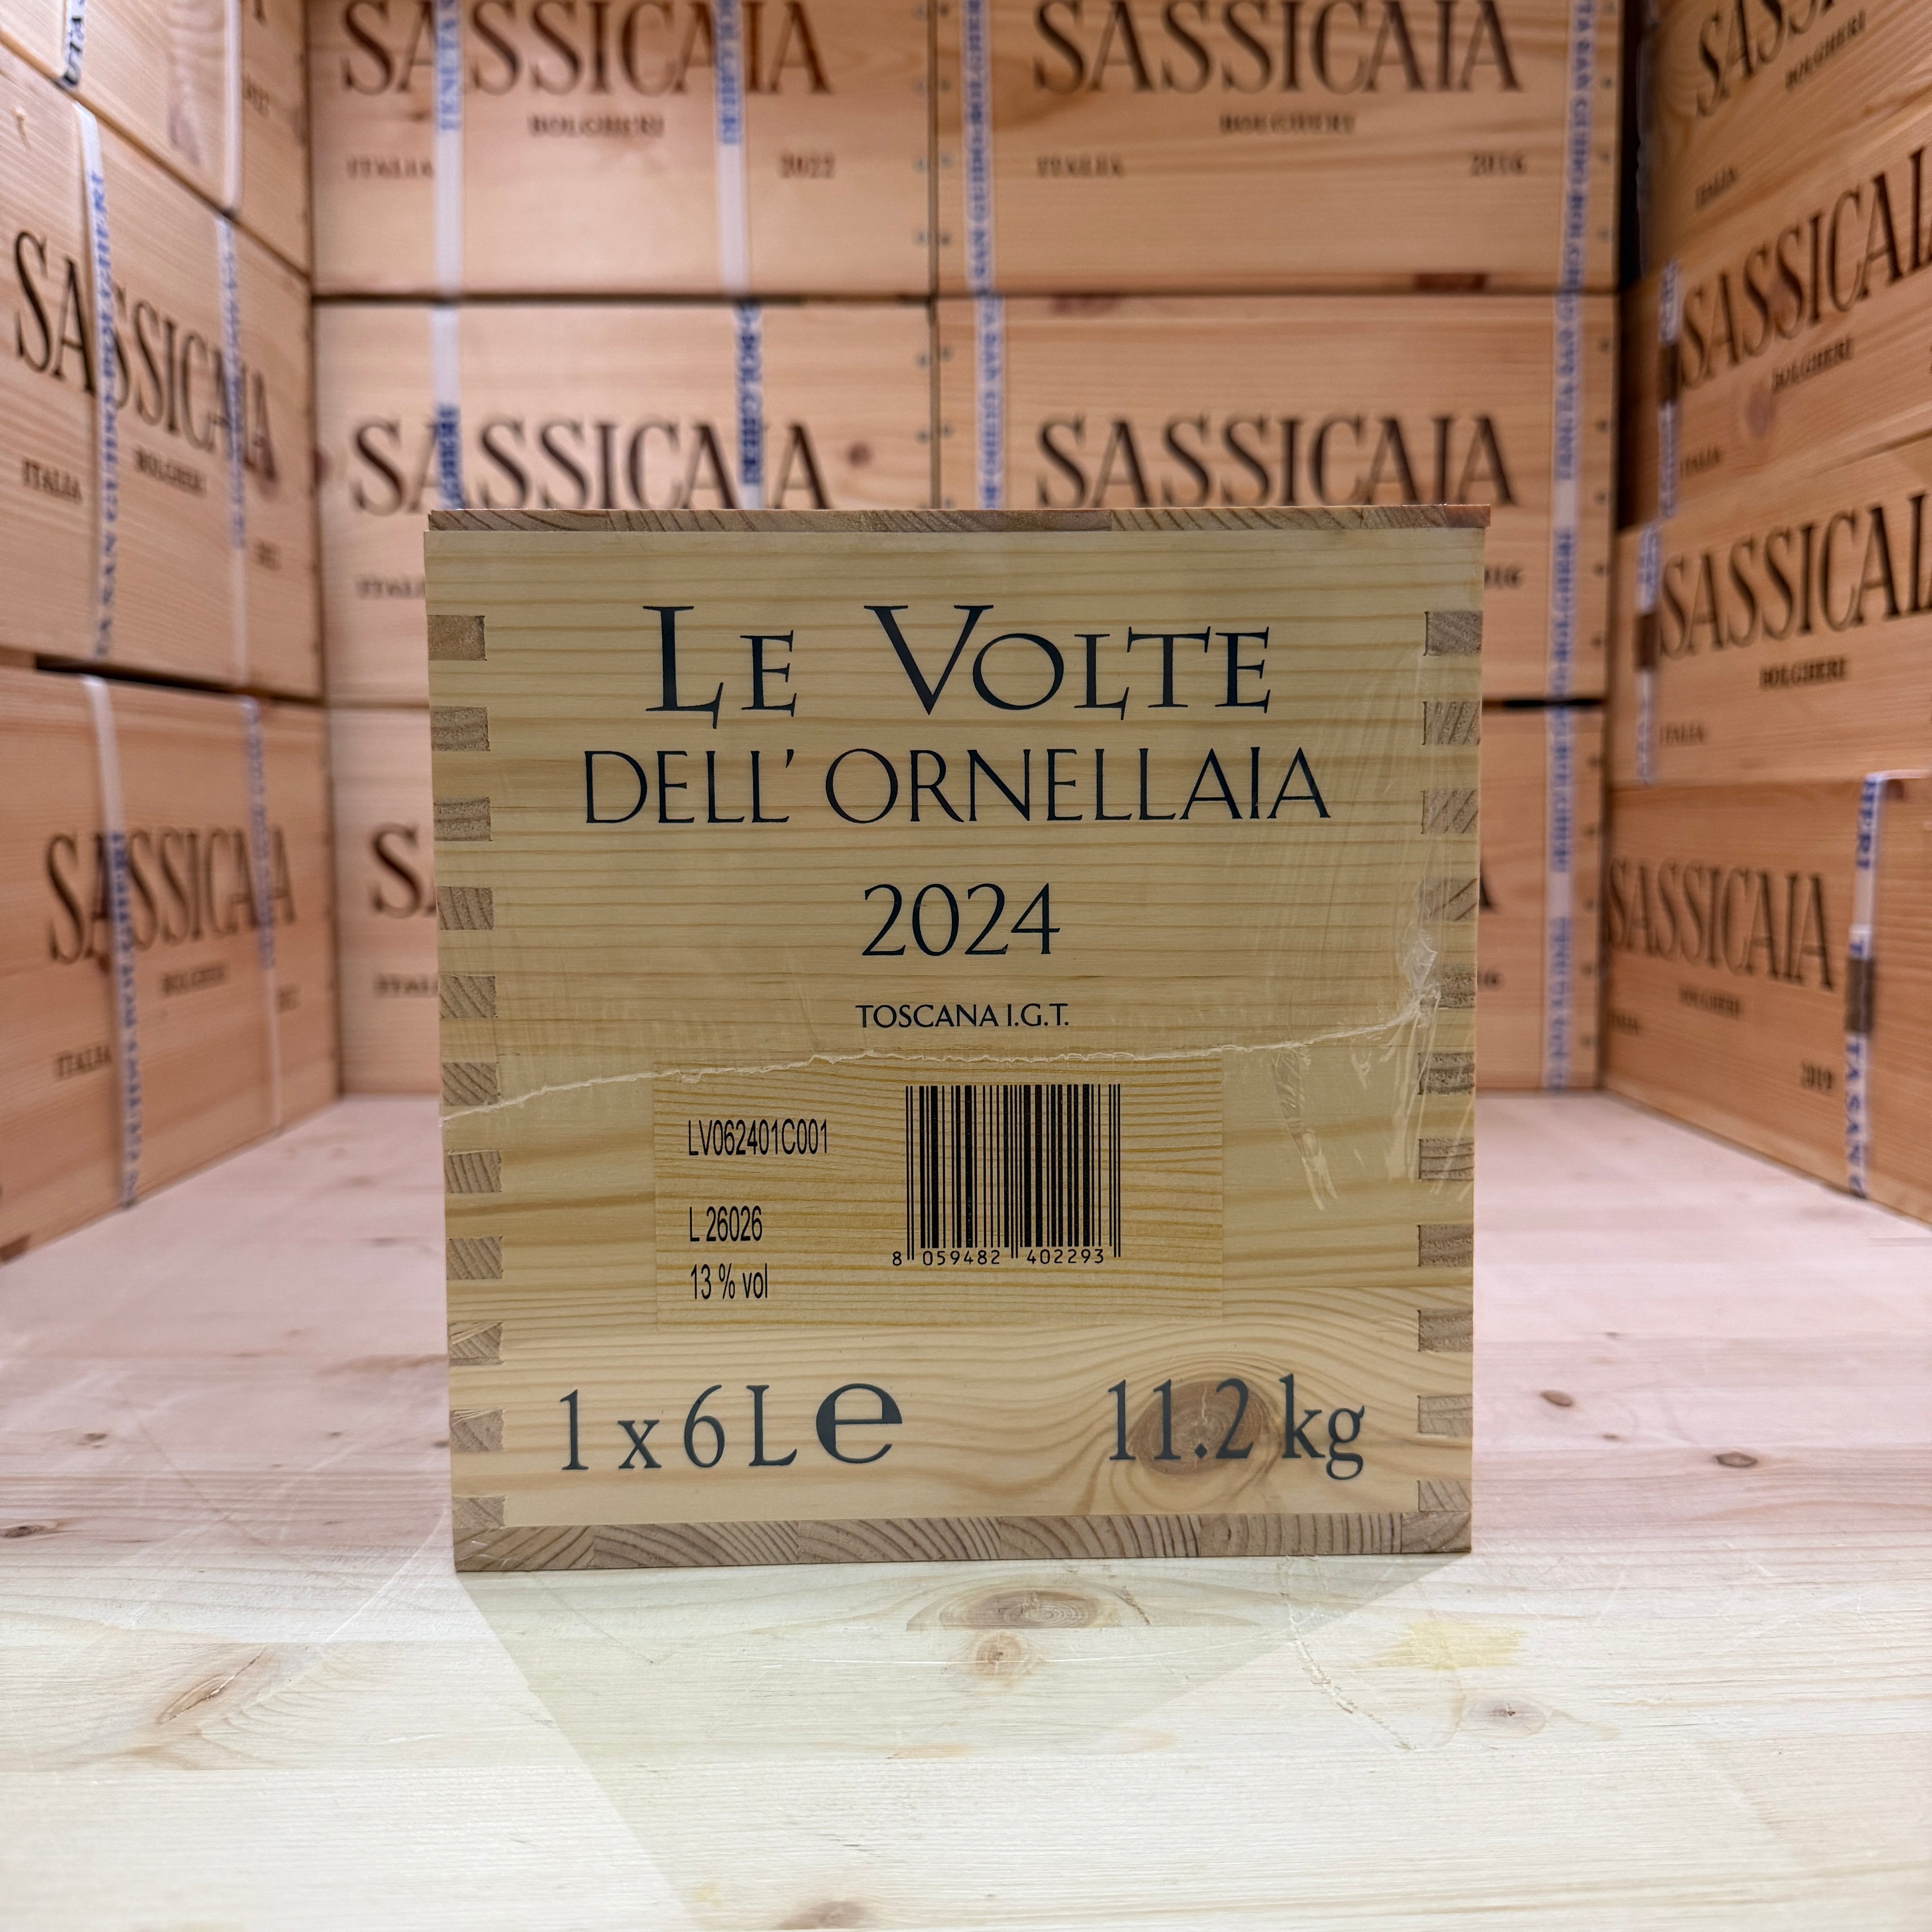 SASSICAIA
BOLGHERI
ITALIA 2022
SASSICAIA
BOLGHERI
ITALIA 2016
SASSICAIA
BOLGHERI
ITALIA
SASSICAIA
SASSICAIA
SASSICAIA
BOLGHERI
ITALIA
SASSICAIA
BOLGHERI
ITALIA
SASSICAIA
BOLGHERI
ITALIA
SASSICAIA
BOLGHERI
2019
LE VOLTE
DELL' ORNELLAIA
2024
TOSCANA I.G.T.
LV062401C001
L 26026
13 % vol
8 059482 402293
1 x 6 L e 11.2 kg